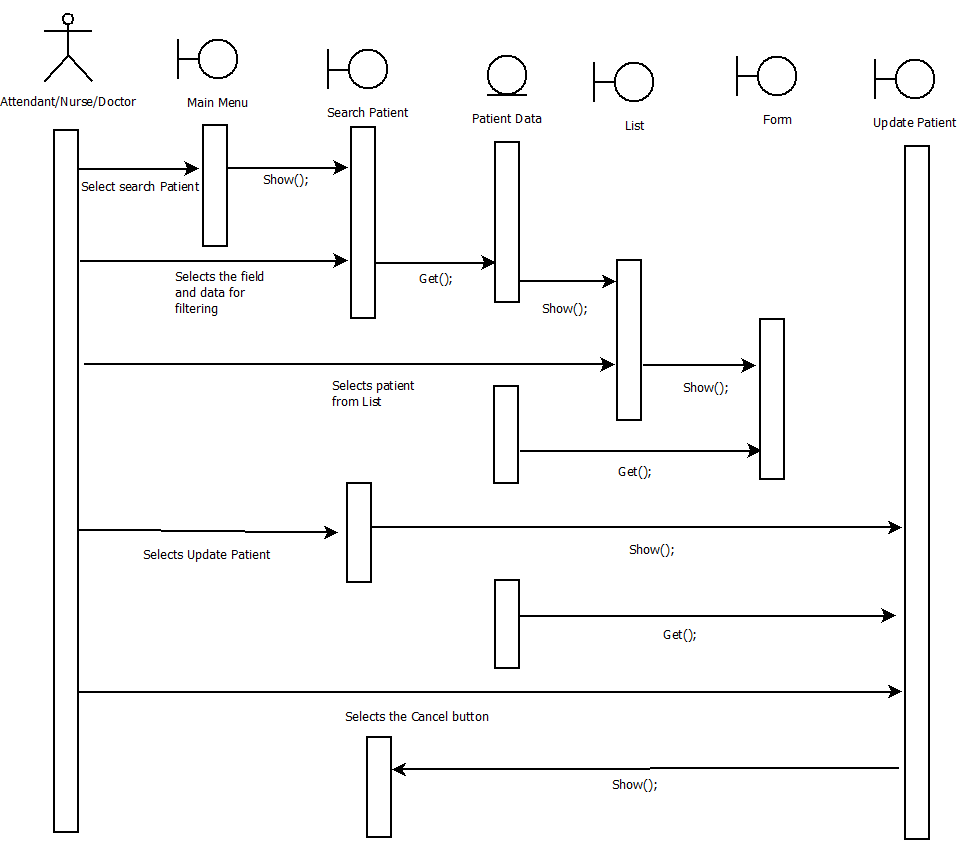 Attendant/Nurse/Doctor
Main Menu
Search Patient
Patient Data
List
Form
Update Patient
Select search Patient
Show();
Selects the field
and data for
filtering
Get();
Show();
Selects patient
from List
Show();
Get();
Selects Update Patient
Show();
Get();
Selects the Cancel button
Show();